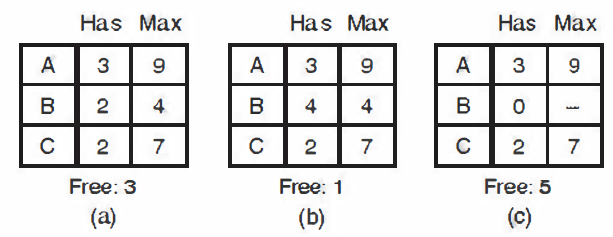 Has Max Has Max Has Max
A 3 9 A 3 9 A 3 9
B 2 4 B 4 4 B 0 —
C 2 7 C 2 7 C 2 7
Free: 3 Free: 1 Free: 5
(a) (b) (c)